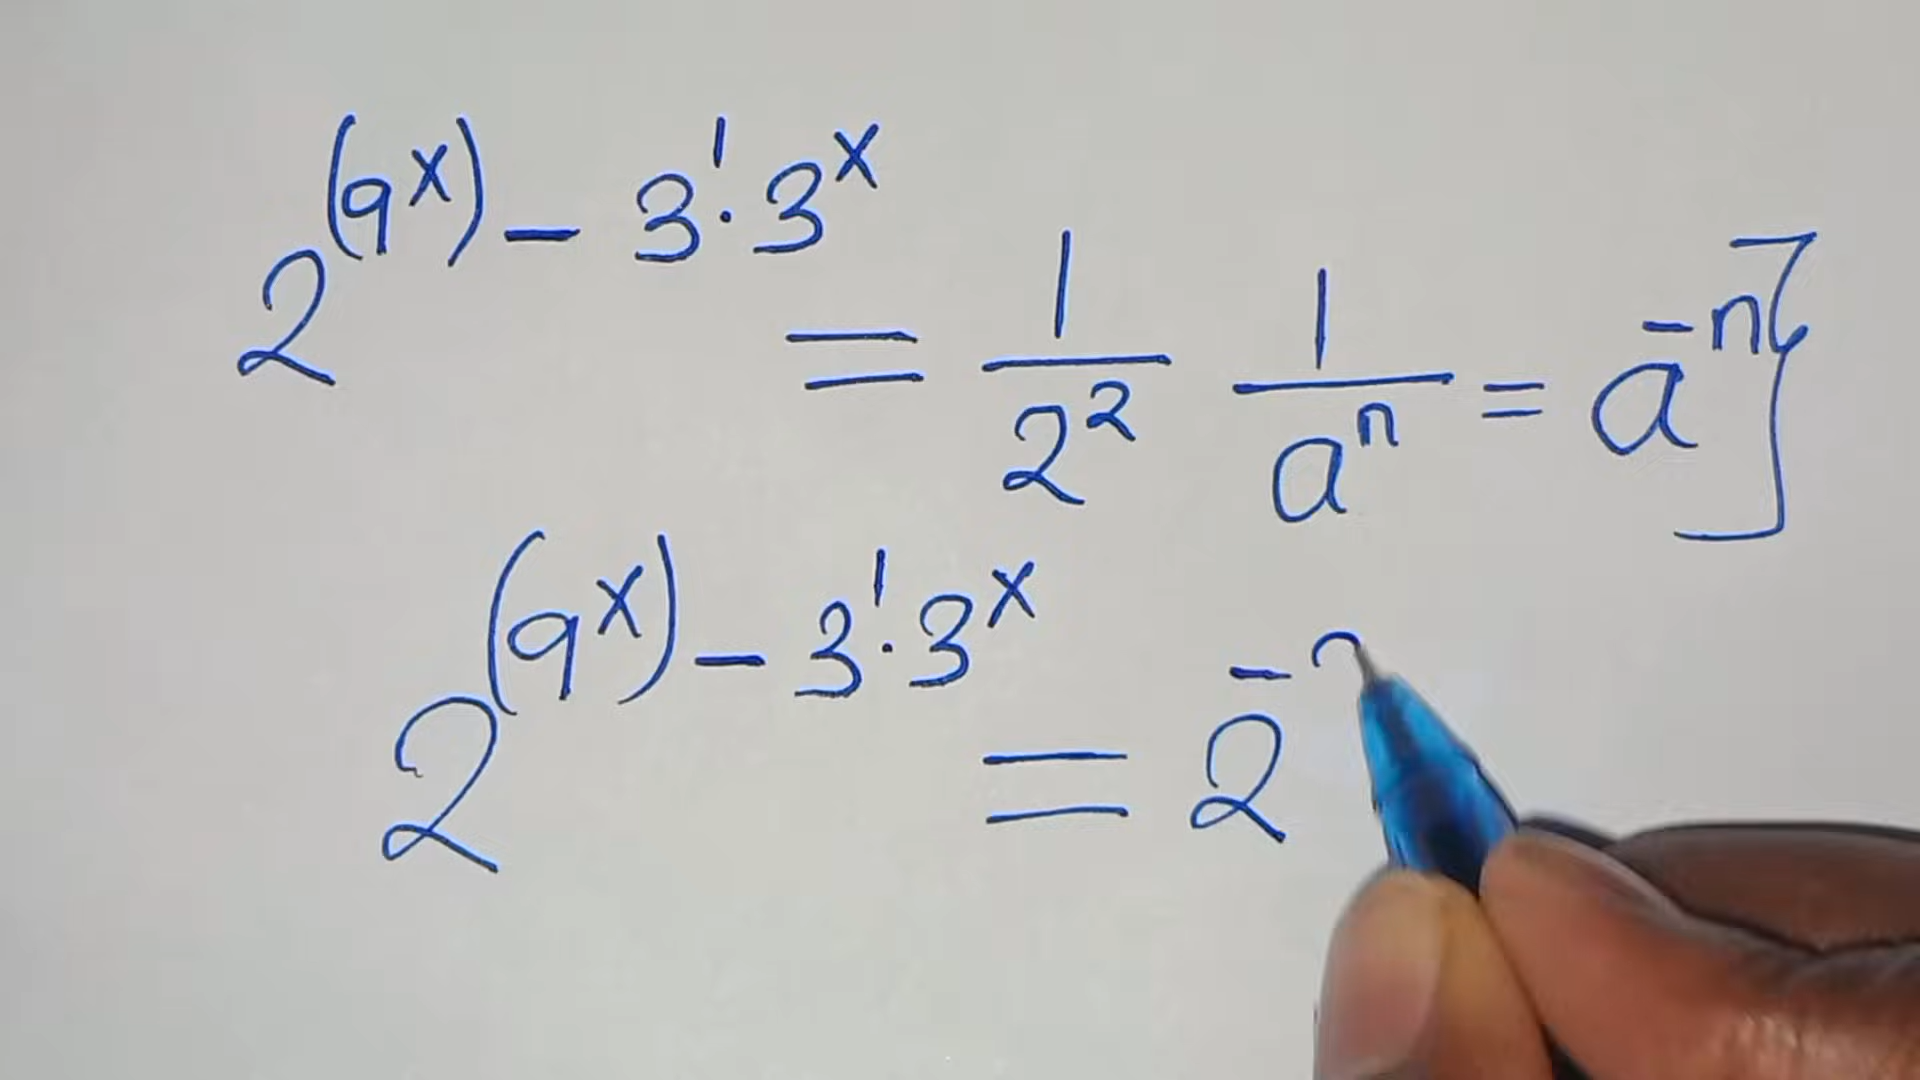 2^(9^x) - 3^1 · 3^x = 1/2^2  1/a^n = a^-n]
2^(9^x) - 3^1 · 3^x = 2^-